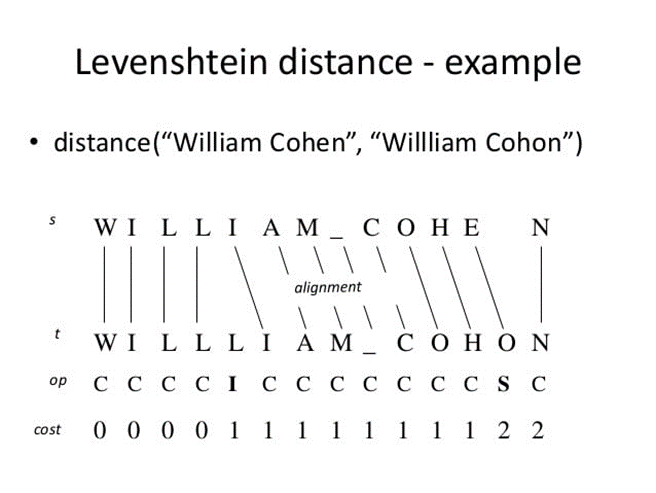 Levenshtein distance - example
• distance(“William Cohen”, “Willliam Cohon”)
s W I L L I A M _ C O H E N
alignment
t W I L L L I A M _ C O H O N
op C C C C I C C C C C C C S C
cost 0 0 0 0 1 1 1 1 1 1 1 1 2 2